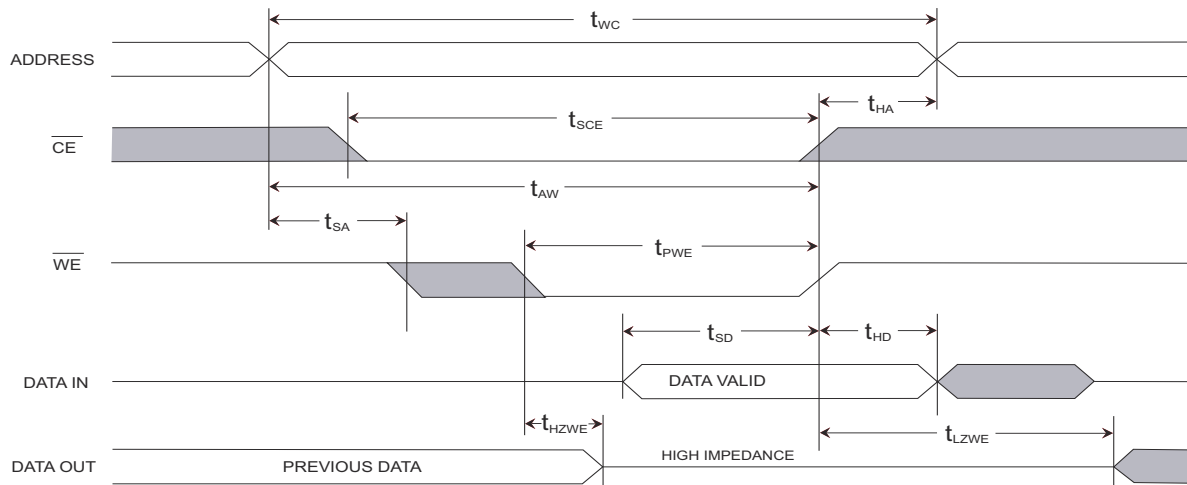 tWC
ADDRESS
tHA
tSCE
CE
tAW
tSA
tPWE
WE
tSD
tHD
DATA IN
DATA VALID
tHZWE
tLZWE
DATA OUT
PREVIOUS DATA
HIGH IMPEDANCE